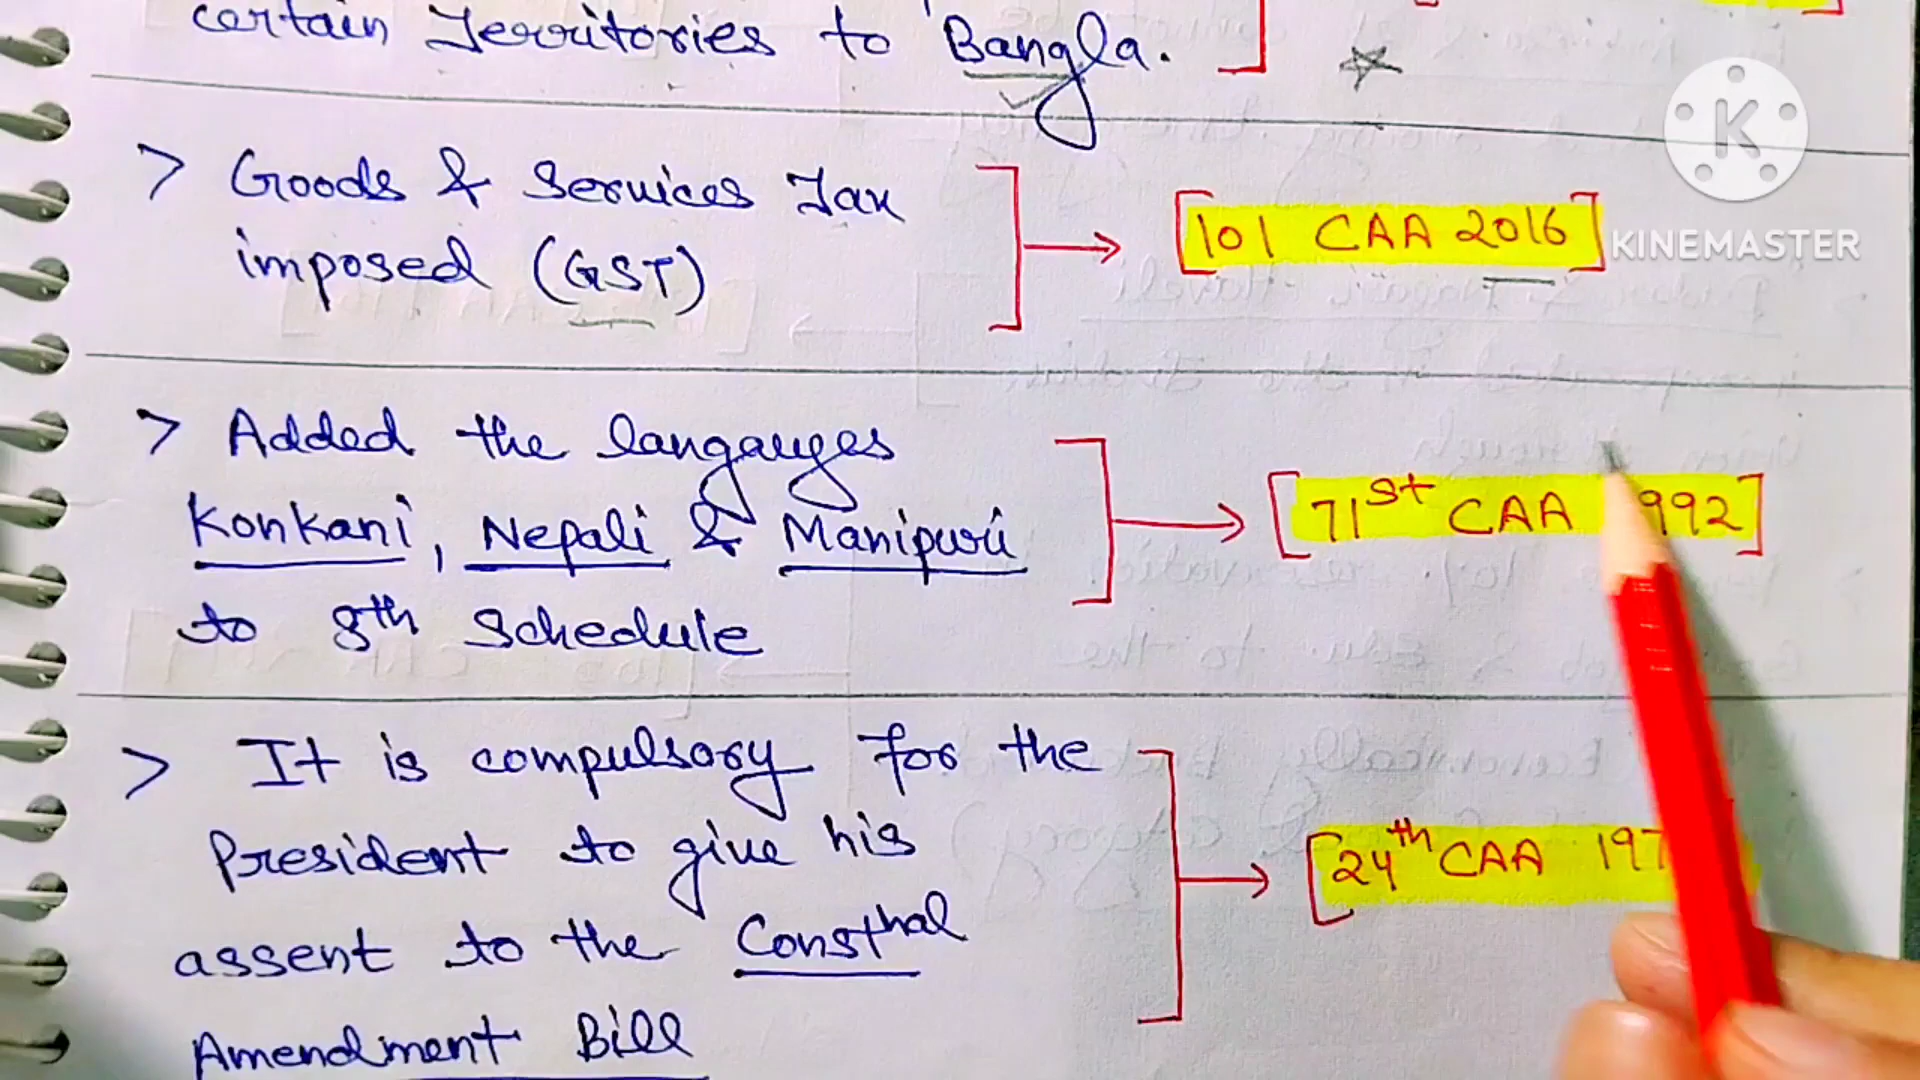 certain Territories to Bangla.
> Goods & Services Tax
imposed (GST)
[101 CAA 2016]
K
KINEMASTER
> Added the langauges
Konkani, Nepali & Manipuri
to 8th Schedule
[71st CAA 1992]
> It is compulsory for the
President to give his
assent to the Constnal
Amendment Bill
[24th CAA 197